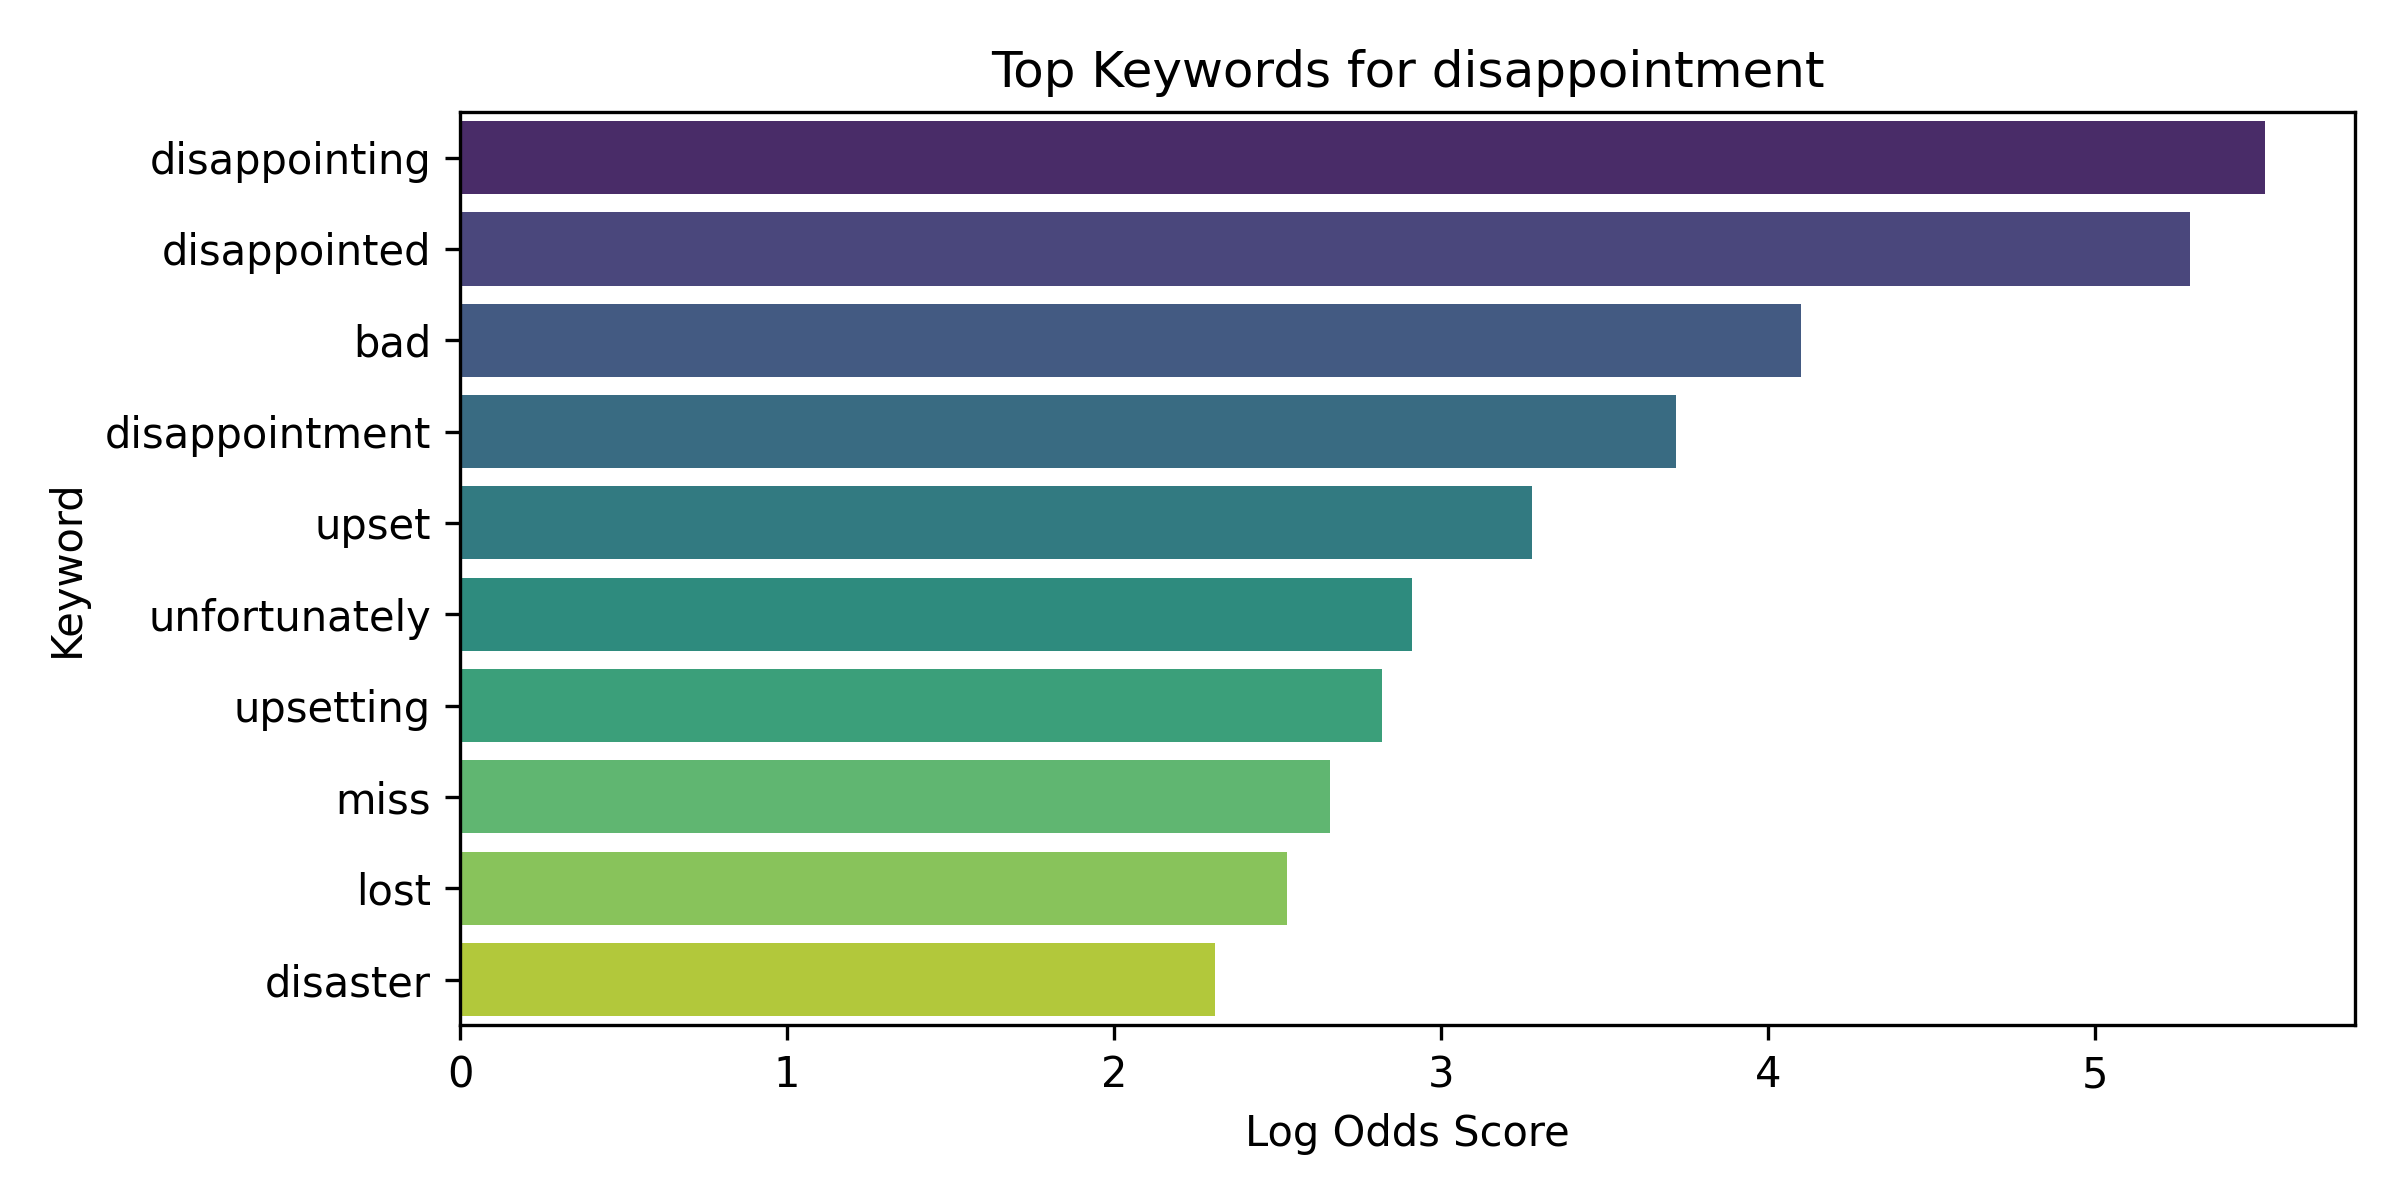 Top Keywords for disappointment
Keyword
disappointing
disappointed
bad
disappointment
upset
unfortunately
upsetting
miss
lost
disaster
0 1 2 3 4 5
Log Odds Score